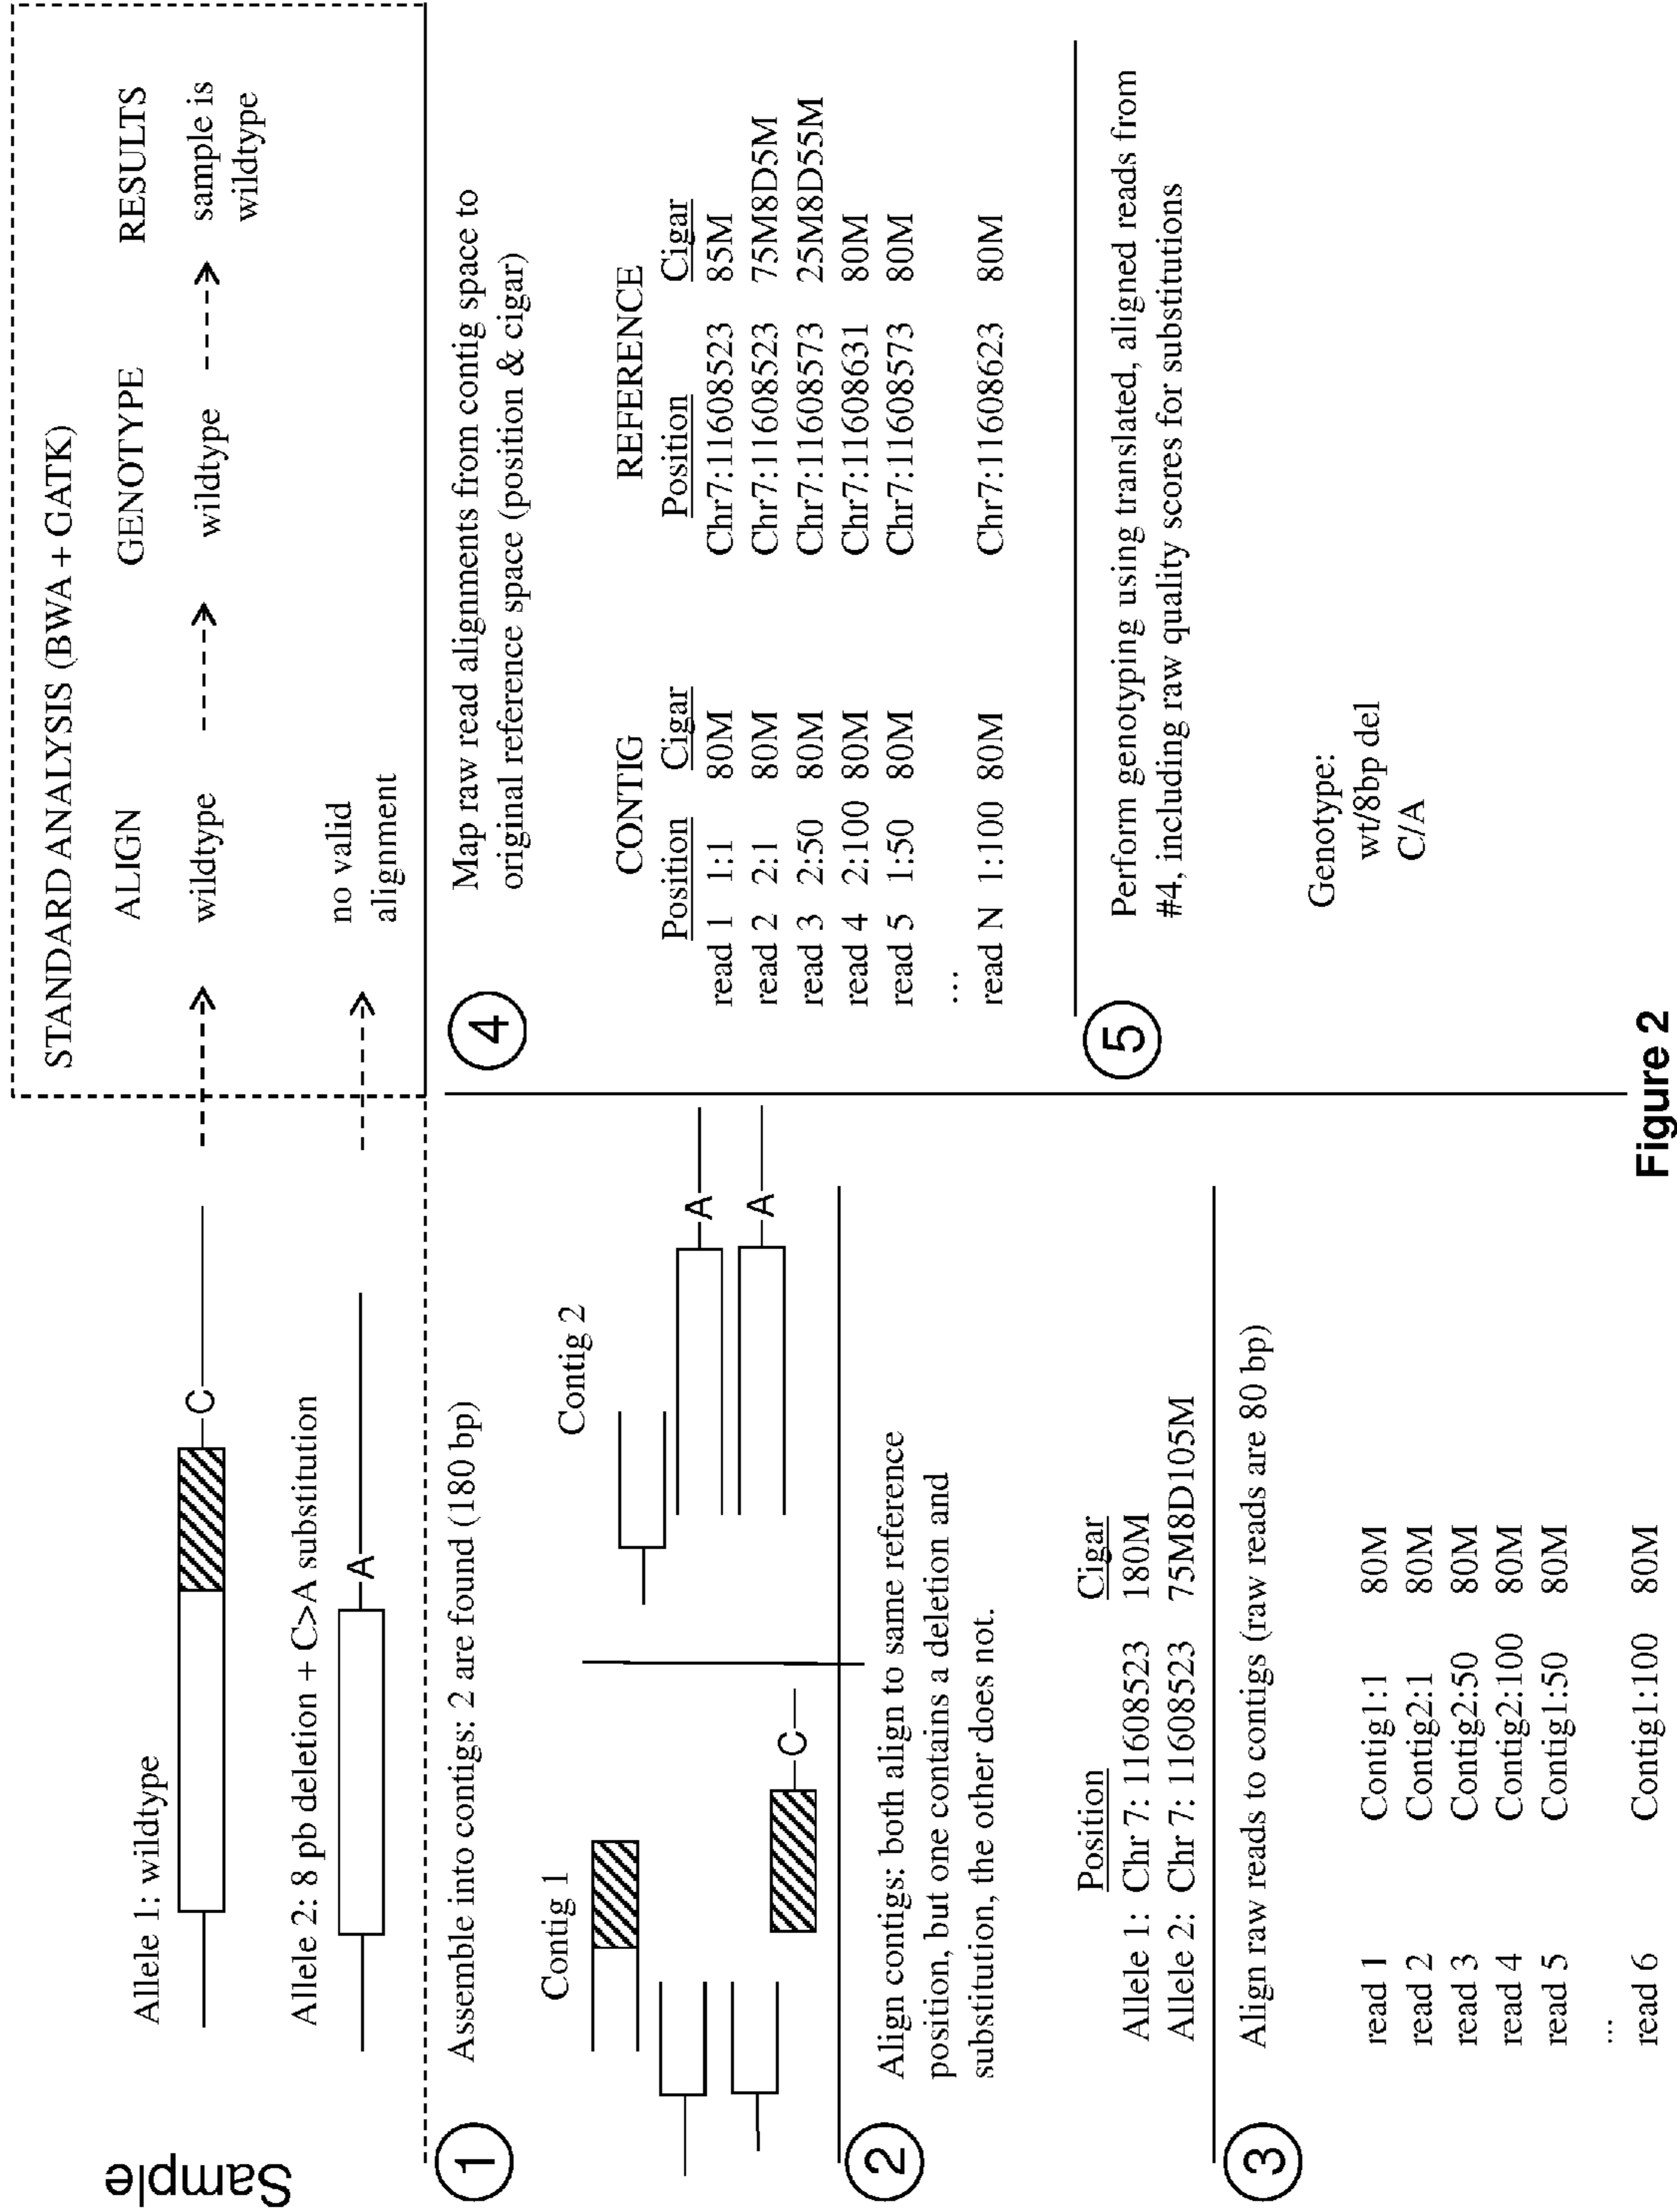 Sample
Allele 1: wildtype
C
Allele 2: 8 pb deletion + C>A substitution
A
STANDARD ANALYSIS (BWA + GATK)
ALIGN GENOTYPE RESULTS
wildtype wildtype sample is
wildtype
no valid
alignment
1
Assemble into contigs: 2 are found (180 bp)
Contig 1
Contig 2
C
A
A
2
Align contigs: both align to same reference
position, but one contains a deletion and
substitution, the other does not.
Position Cigar
Allele 1: Chr 7: 11608523 180M
Allele 2: Chr 7: 11608523 75M8D105M
3
Align raw reads to contigs (raw reads are 80 bp)
read 1 Contig1:1 80M
read 2 Contig2:1 80M
read 3 Contig2:50 80M
read 4 Contig2:100 80M
read 5 Contig1:50 80M
...
read 6 Contig1:100 80M
4
Map raw read alignments from contig space to
original reference space (position & cigar)
CONTIG REFERENCE
Position Cigar Position Cigar
read 1 1:1 80M Chr7:11608523 85M
read 2 2:1 80M Chr7:11608523 75M8D5M
read 3 2:50 80M Chr7:11608573 25M8D55M
read 4 2:100 80M Chr7:11608631 80M
read 5 1:50 80M Chr7:11608573 80M
...
read N 1:100 80M Chr7:11608623 80M
5
Perform genotyping using translated, aligned reads from
#4, including raw quality scores for substitutions
Genotype:
wt/8bp del
C/A
Figure 2